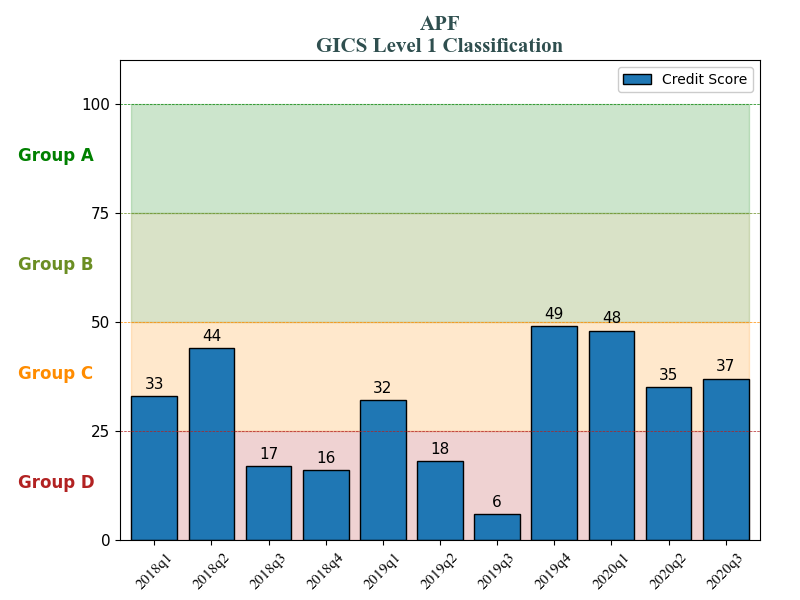 APF
GICS Level 1 Classification
Credit Score
100
Group A
75
Group B
50
Group C
25
Group D
0
33
44
17
16
32
18
6
49
48
35
37
2018q1
2018q2
2018q3
2018q4
2019q1
2019q2
2019q3
2019q4
2020q1
2020q2
2020q3